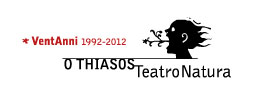 * VentAnni 1992-2012
O THIASOS
TeatroNatura